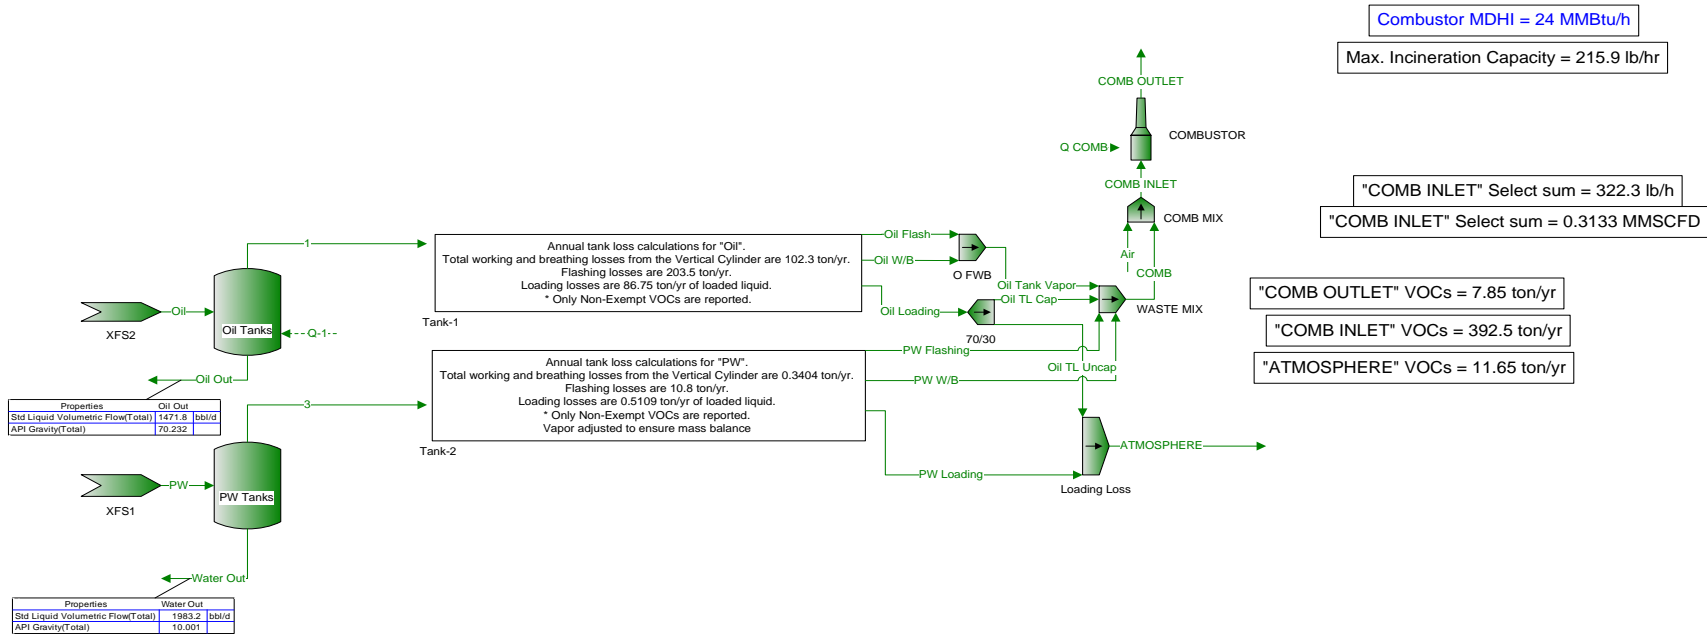 Combustor MDHI = 24 MMBtu/h
Max. Incineration Capacity = 215.9 lb/hr
COMB OUTLET
COMBUSTOR
Q COMB
COMB INLET
COMB MIX
"COMB INLET" Select sum = 322.3 lb/h
"COMB INLET" Select sum = 0.3133 MMSCFD
Air
COMB
1
Annual tank loss calculations for "Oil".
Total working and breathing losses from the Vertical Cylinder are 102.3 ton/yr.
Flashing losses are 203.5 ton/yr.
Loading losses are 86.75 ton/yr of loaded liquid.
* Only Non-Exempt VOCs are reported.
Tank-1
Oil Flash
Oil W/B
O FWB
Oil Tank Vapor
Oil TL Cap
Oil Loading
70/30
WASTE MIX
"COMB OUTLET" VOCs = 7.85 ton/yr
"COMB INLET" VOCs = 392.5 ton/yr
"ATMOSPHERE" VOCs = 11.65 ton/yr
Oil
XFS2
Oil Tanks
Q-1
Oil Out
Properties Oil Out
Std Liquid Volumetric Flow(Total) 1471.8 bbl/d
API Gravity(Total) 70.232
3
Annual tank loss calculations for "PW".
Total working and breathing losses from the Vertical Cylinder are 0.3404 ton/yr.
Flashing losses are 10.8 ton/yr.
Loading losses are 0.5109 ton/yr of loaded liquid.
* Only Non-Exempt VOCs are reported.
Vapor adjusted to ensure mass balance
Tank-2
PW Flashing
PW W/B
Oil TL Uncap
PW Loading
ATMOSPHERE
Loading Loss
PW
XFS1
PW Tanks
Water Out
Properties Water Out
Std Liquid Volumetric Flow(Total) 1983.2 bbl/d
API Gravity(Total) 10.001